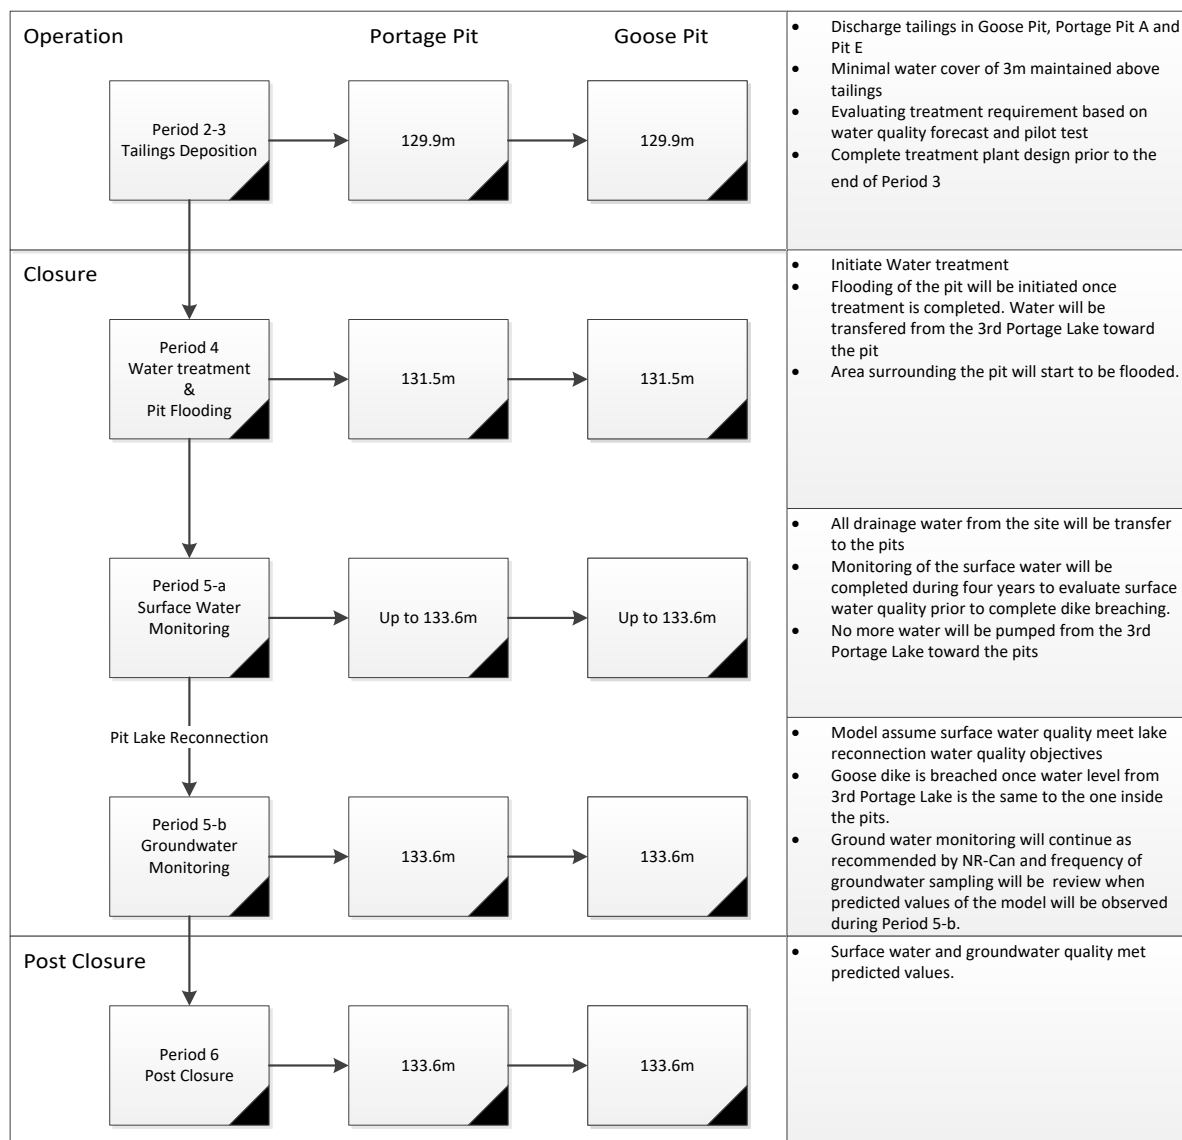 Operation
Portage Pit
Goose Pit
Period 2-3
Tailings Deposition
129.9m
129.9m
• Discharge tailings in Goose Pit, Portage Pit A and
Pit E
• Minimal water cover of 3m maintained above
tailings
• Evaluating treatment requirement based on
water quality forecast and pilot test
• Complete treatment plant design prior to the
end of Period 3
Closure
Period 4
Water treatment
&
Pit Flooding
131.5m
131.5m
• Initiate Water treatment
• Flooding of the pit will be initiated once
treatment is completed. Water will be
transfered from the 3rd Portage Lake toward
the pit
• Area surrounding the pit will start to be flooded.
Period 5-a
Surface Water
Monitoring
Up to 133.6m
Up to 133.6m
• All drainage water from the site will be transfer
to the pits
• Monitoring of the surface water will be
completed during four years to evaluate surface
water quality prior to complete dike breaching.
• No more water will be pumped from the 3rd
Portage Lake toward the pits
Pit Lake Reconnection
Period 5-b
Groundwater
Monitoring
133.6m
133.6m
• Model assume surface water quality meet lake
reconnection water quality objectives
• Goose dike is breached once water level from
3rd Portage Lake is the same to the one inside
the pits.
• Ground water monitoring will continue as
recommended by NR-Can and frequency of
groundwater sampling will be review when
predicted values of the model will be observed
during Period 5-b.
Post Closure
Period 6
Post Closure
133.6m
133.6m
• Surface water and groundwater quality met
predicted values.